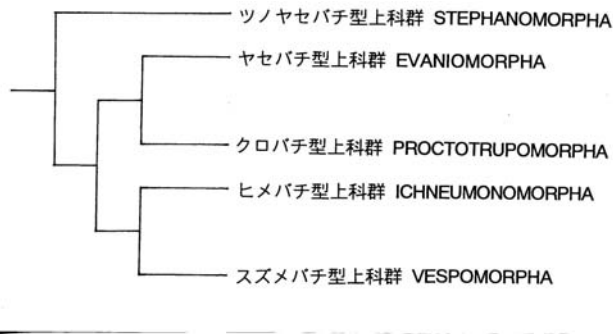 ツノヤセバチ型上科群 STEPHANOMORPHA
ヤセバチ型上科群 EVANIOMORPHA
クロバチ型上科群 PROCTOTRUPOMORPHA
ヒメバチ型上科群 ICHNEUMONOMORPHA
スズメバチ型上科群 VESPOMORPHA